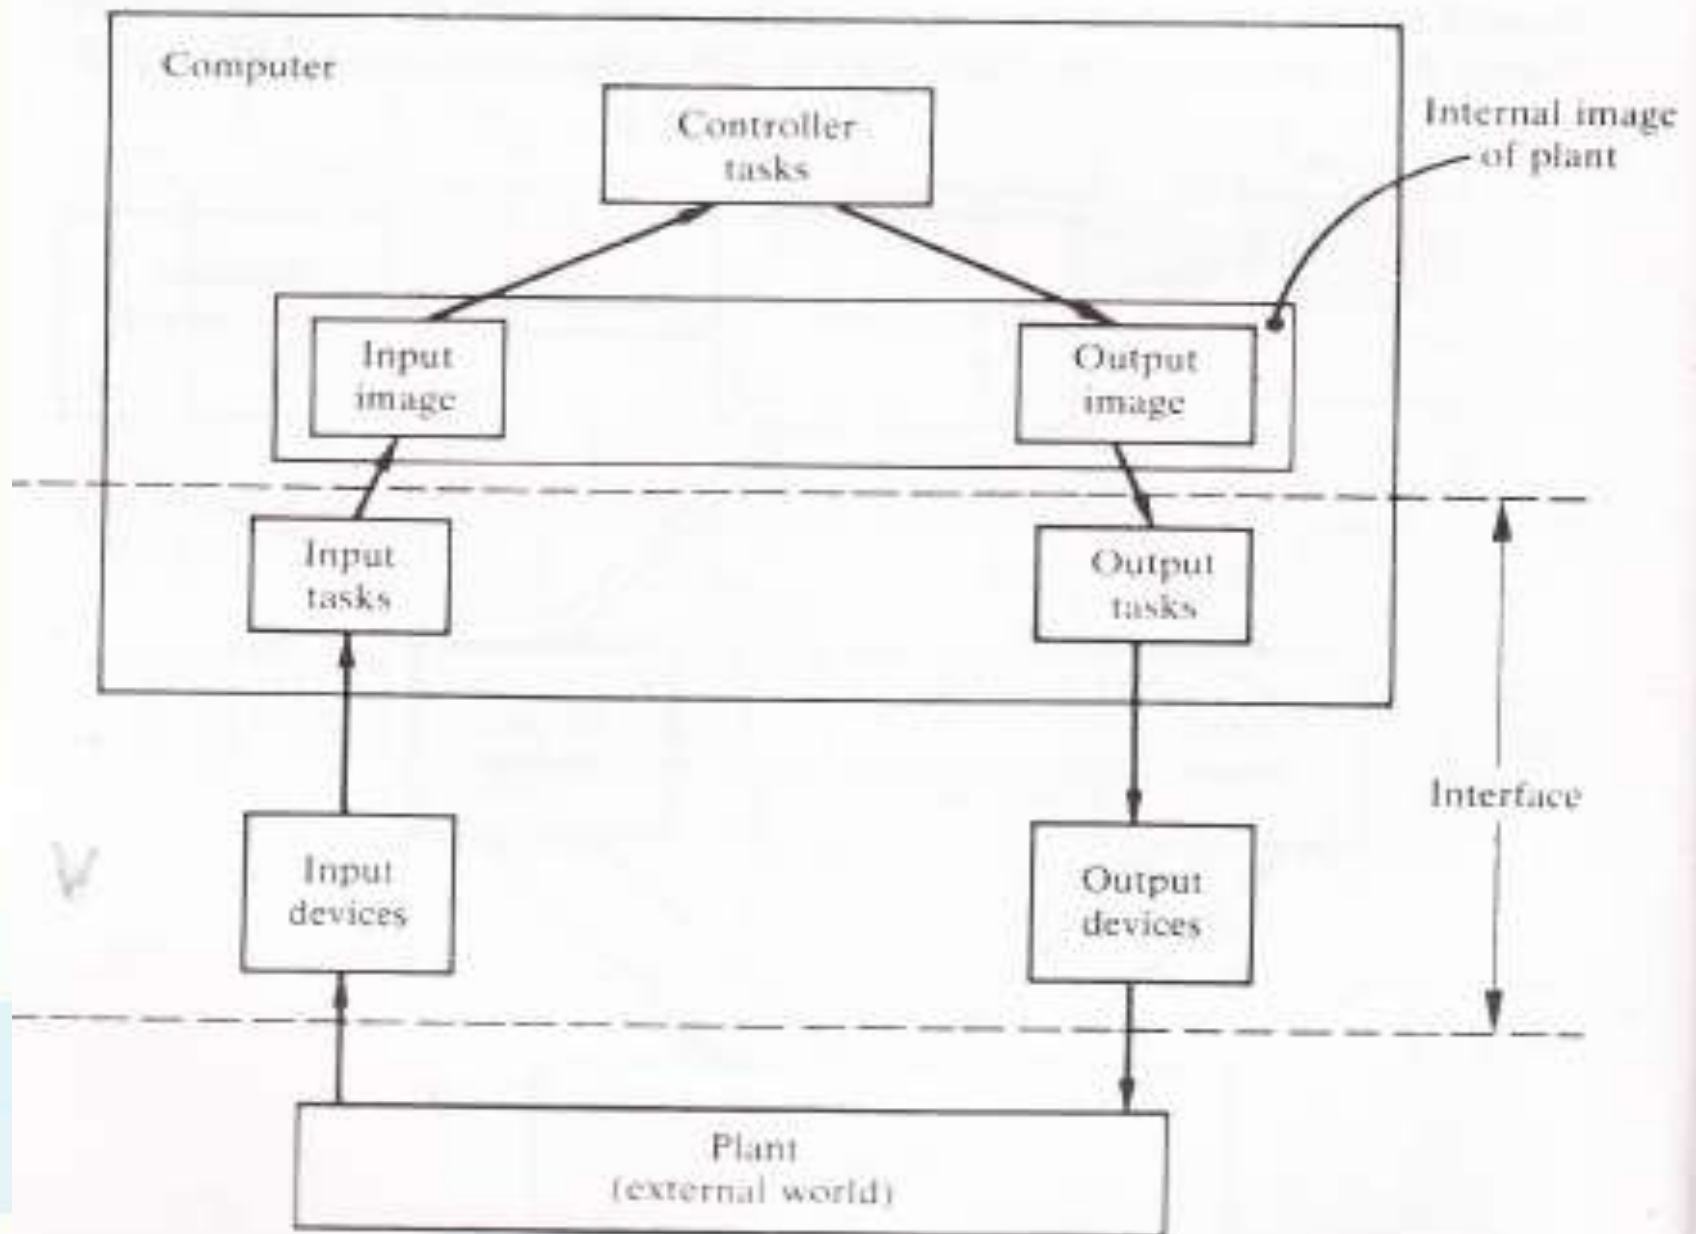 Computer
Controller
tasks
Internal image
of plant
Input
image
Output
image
Input
tasks
Output
tasks
Interface
Input
devices
Output
devices
Plant
(external world)